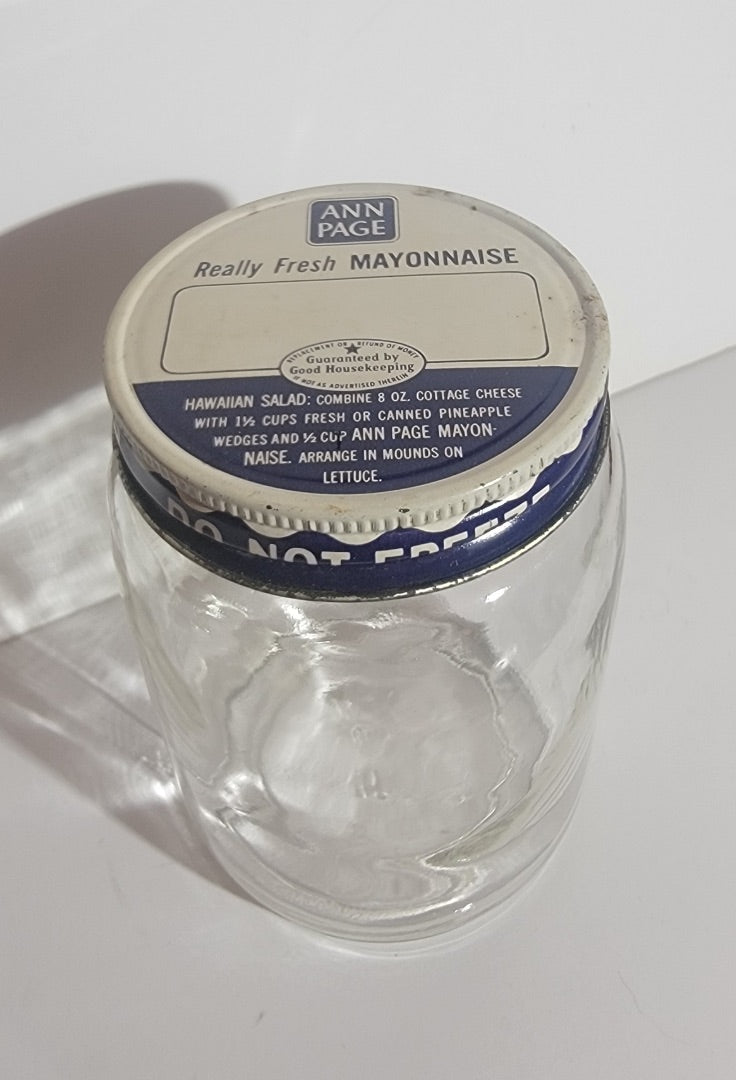 ANN
PAGE
Really Fresh MAYONNAISE
REPLACEMENT OR REFUND OF MONEY
Guaranteed by
Good Housekeeping
IF NOT AS ADVERTISED THEREIN
HAWAIIAN SALAD: COMBINE 8 OZ. COTTAGE CHEESE
WITH 1½ CUPS FRESH OR CANNED PINEAPPLE
WEDGES AND ½ CUP ANN PAGE MAYON-
NAISE. ARRANGE IN MOUNDS ON
LETTUCE.
DO NOT FREEZE